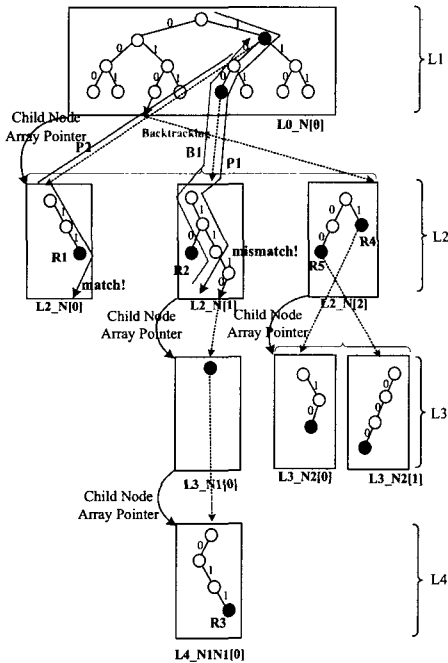 0 1
L1
0 1 0 1
0 1 0 1 0 1
L0_N[0]
Child Node
Array Pointer
P2
Backtracking
B1
P1
L2
1
1
R1
match!
L2_N[0]
1
0 1
R2
0
mismatch!
L2_N[1]
0 1
0
R5
R4
L2_N[2]
Child Node
Array Pointer
Child Node
Array Pointer
L3
1
0
0
0
0
L3_N1[0]
L3_N2[0]
L3_N2[1]
Child Node
Array Pointer
L4
0
1
1
R3
L4_N1N1[0]